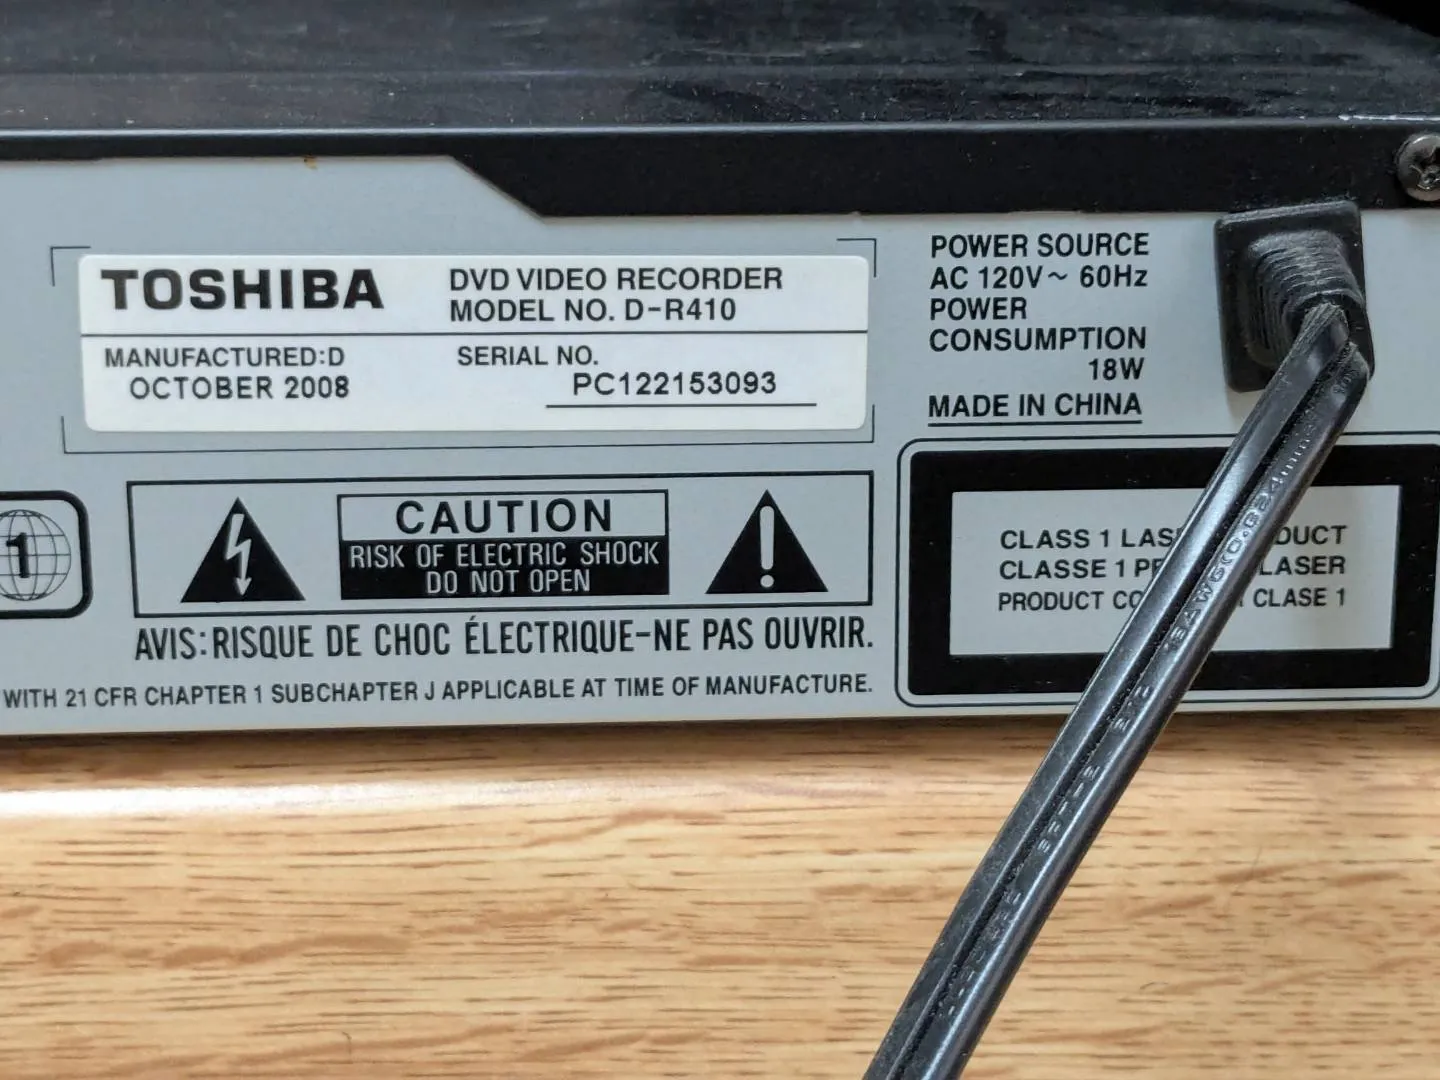 TOSHIBA
DVD VIDEO RECORDER
MODEL NO. D-R410
MANUFACTURED:D
OCTOBER 2008
SERIAL NO.
PC122153093
POWER SOURCE
AC 120V~ 60Hz
POWER
CONSUMPTION
18W
MADE IN CHINA
1
CAUTION
RISK OF ELECTRIC SHOCK
DO NOT OPEN
AVIS:RISQUE DE CHOC ÉLECTRIQUE-NE PAS OUVRIR.
WITH 21 CFR CHAPTER 1 SUBCHAPTER J APPLICABLE AT TIME OF MANUFACTURE.
CLASS 1
CLASSE 1 LASER
PRODUCT CLASE 1